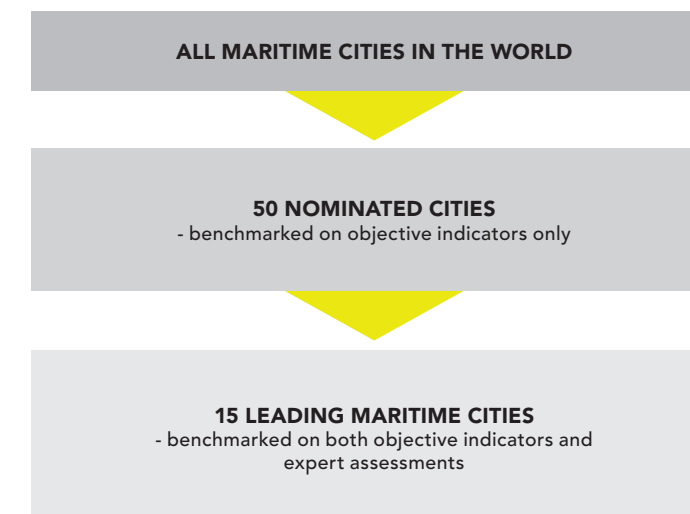 ALL MARITIME CITIES IN THE WORLD
50 NOMINATED CITIES
- benchmarked on objective indicators only
15 LEADING MARITIME CITIES
- benchmarked on both objective indicators and
expert assessments